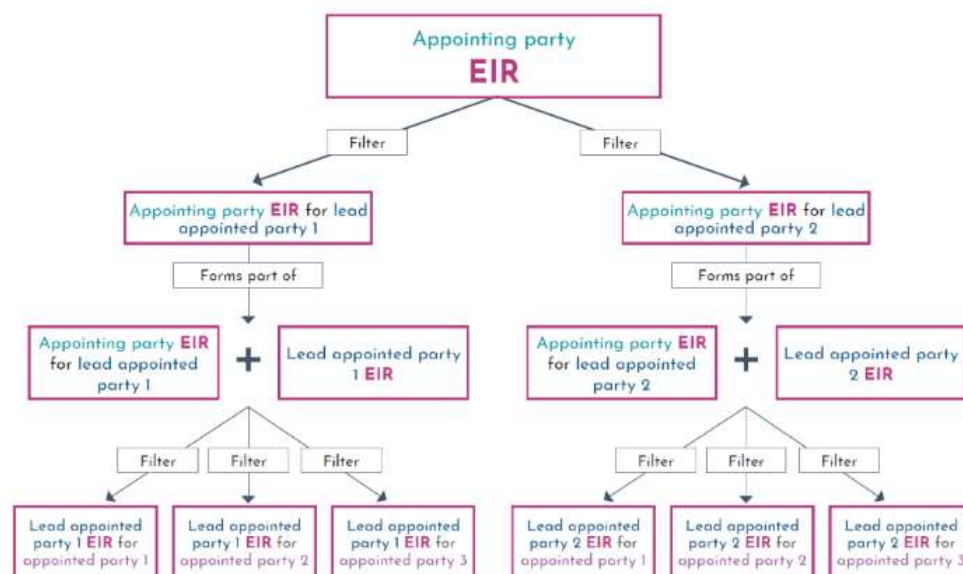 Appointing party
EIR
Filter
Filter
Appointing party EIR for lead
appointed party 1
Appointing party EIR for lead
appointed party 2
Forms part of
Forms part of
Appointing party EIR
for lead appointed
party 1
+
Lead appointed party
1 EIR
Appointing party EIR
for lead appointed
party 2
+
Lead appointed party
2 EIR
Filter
Filter
Filter
Filter
Filter
Filter
Lead appointed
party 1 EIR for
appointed party 1
Lead appointed
party 1 EIR for
appointed party 2
Lead appointed
party 1 EIR for
appointed party 3
Lead appointed
party 2 EIR for
appointed party 1
Lead appointed
party 2 EIR for
appointed party 2
Lead appointed
party 2 EIR for
appointed party 3